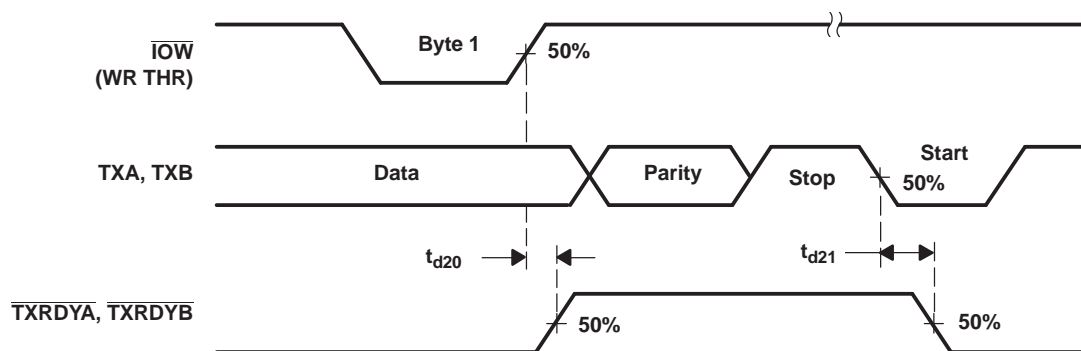 IOW
(WR THR)
Byte 1
50%
TXA, TXB
Data
Parity
Stop
Start
50%
td20
td21
TXRDYA, TXRDYB
50%
50%